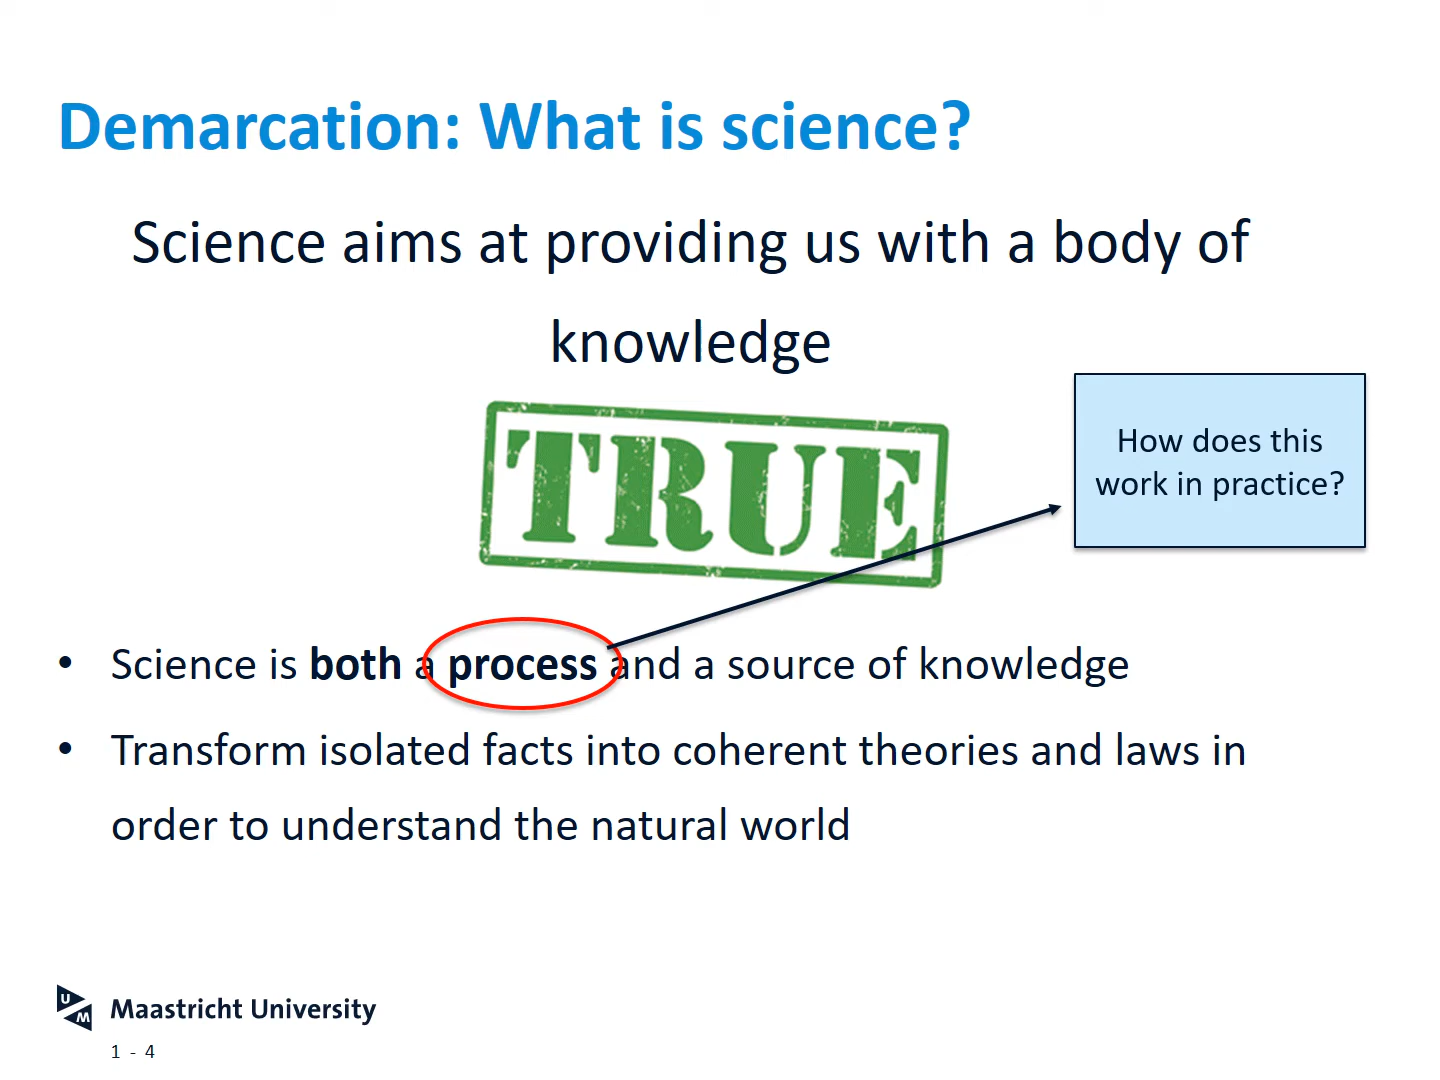 Demarcation: What is science?
Science aims at providing us with a body of
knowledge
TRUE
How does this
work in practice?
• Science is both a process and a source of knowledge
• Transform isolated facts into coherent theories and laws in
order to understand the natural world
UM Maastricht University
1 - 4